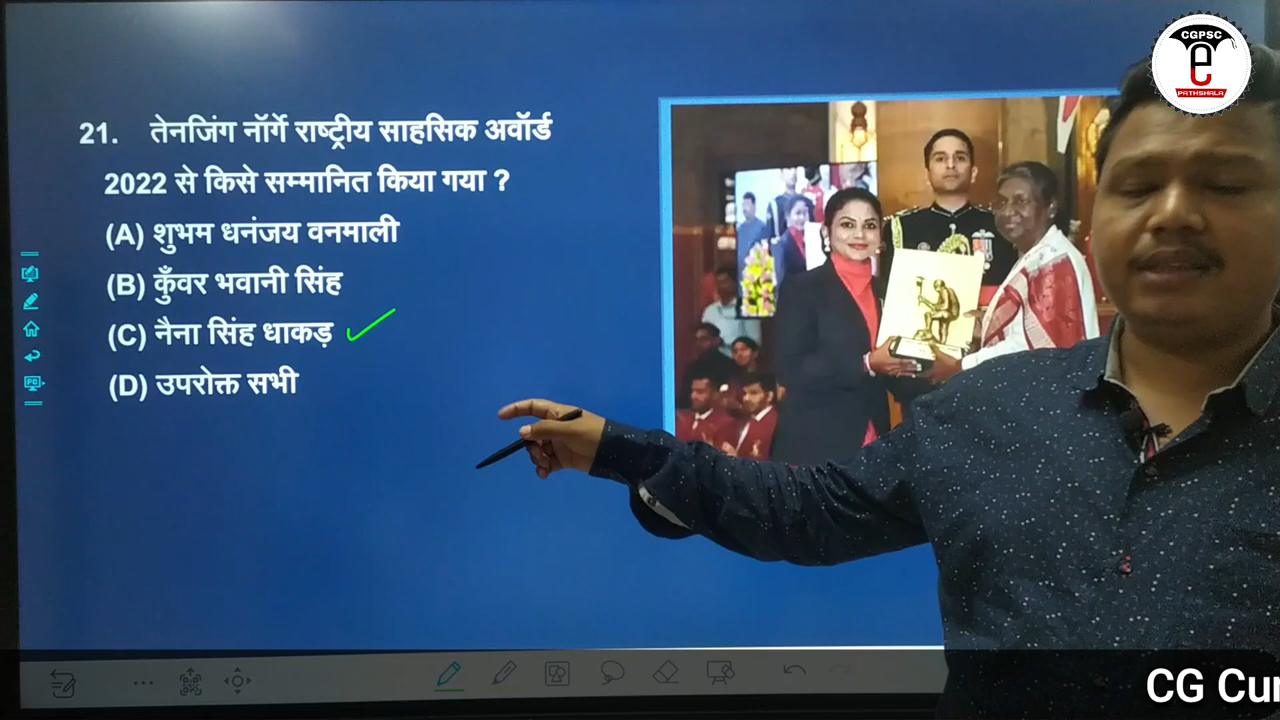 CGPSC
e
PATHSHALA
21. तेनजिंग नॉर्गे राष्ट्रीय साहसिक अवॉर्ड
2022 से किसे सम्मानित किया गया ?
(A) शुभम धनंजय वनमाली
(B) कुँवर भवानी सिंह
(C) नैना सिंह धाकड़
(D) उपरोक्त सभी
PC
CG Cur